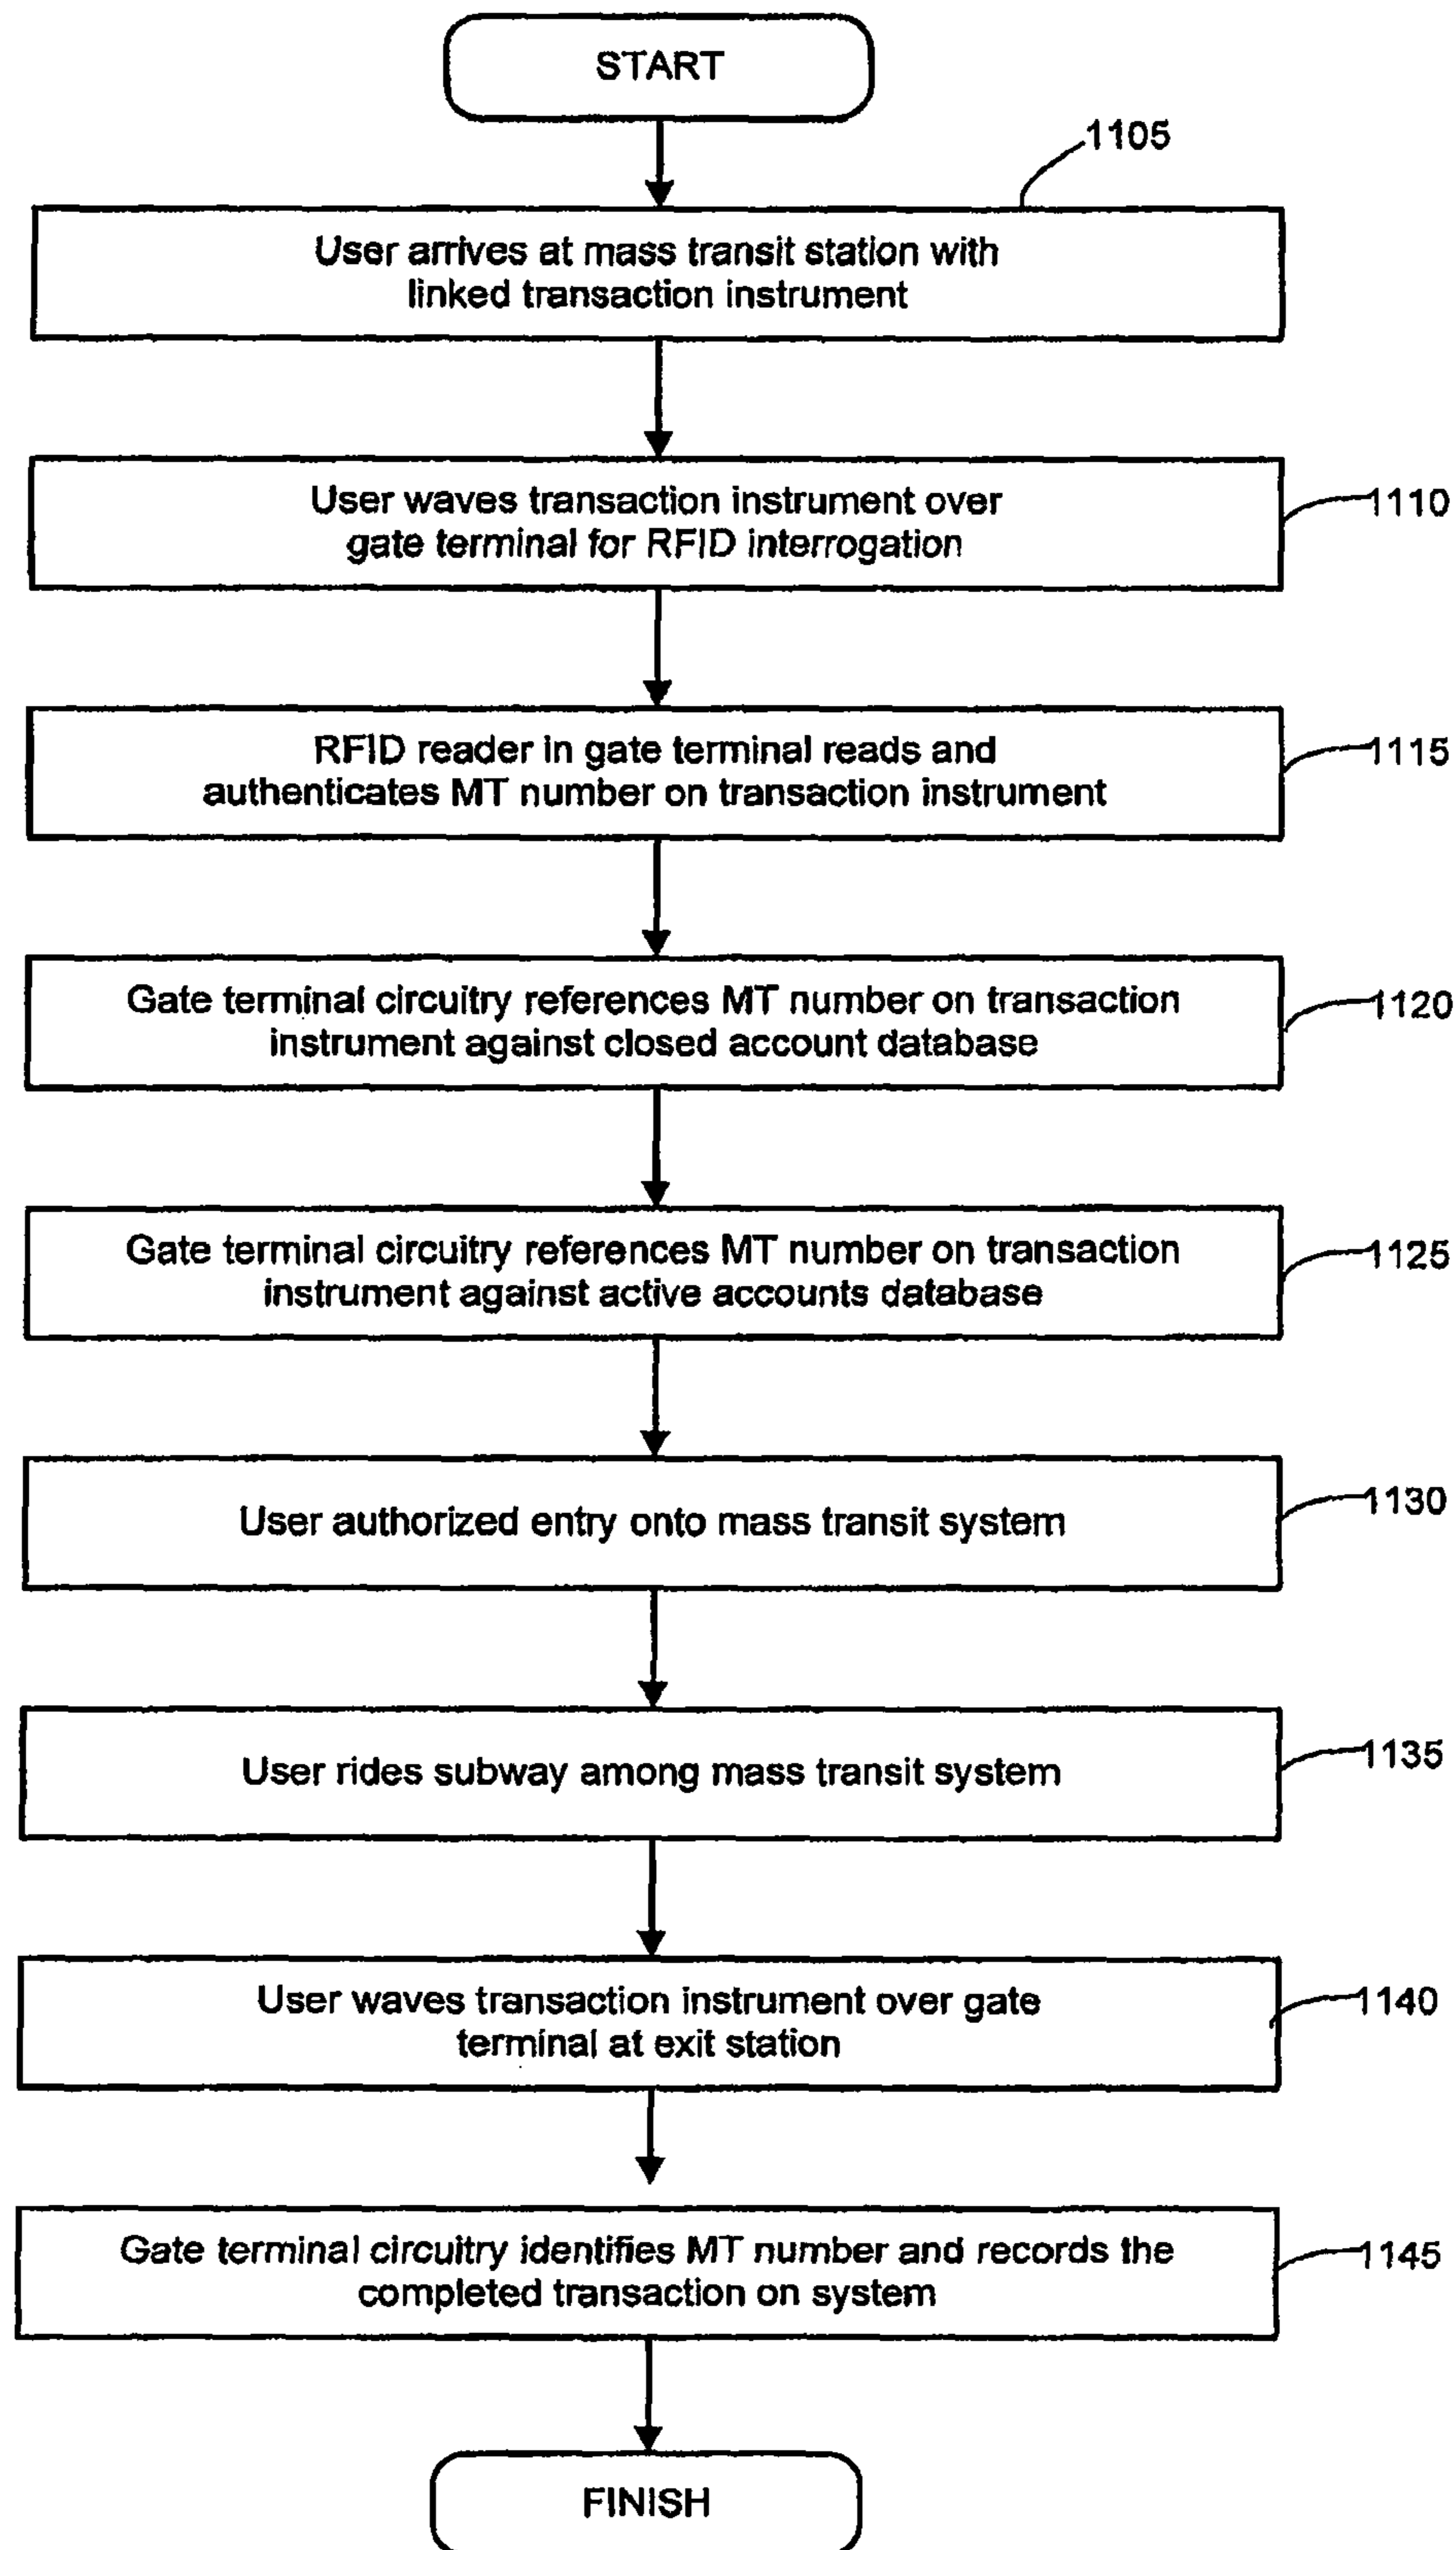 START
1105
User arrives at mass transit station with
linked transaction instrument
User waves transaction instrument over
gate terminal for RFID interrogation
1110
RFID reader in gate terminal reads and
authenticates MT number on transaction instrument
1115
Gate terminal circuitry references MT number on transaction
instrument against closed account database
1120
Gate terminal circuitry references MT number on transaction
instrument against active accounts database
1125
User authorized entry onto mass transit system
1130
User rides subway among mass transit system
1135
User waves transaction instrument over gate
terminal at exit station
1140
Gate terminal circuitry identifies MT number and records the
completed transaction on system
1145
FINISH